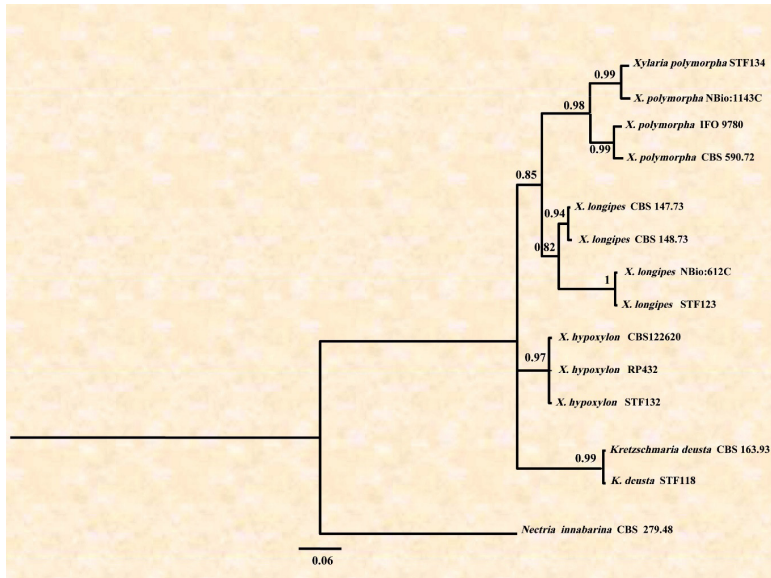 Xylaria polymorpha STF134
0.99
X. polymorpha NBio:1143C
0.98
X. polymorpha IFO 9780
0.99
X. polymorpha CBS 590.72
0.85
X. longipes CBS 147.73
0.94
X. longipes CBS 148.73
0.82
X. longipes NBio:612C
1
X. longipes STF123
X. hypoxylon CBS122620
0.97
X. hypoxylon RP432
X. hypoxylon STF132
Kretzschmaria deusta CBS 163.93
0.99
K. deusta STF118
Nectria innabarina CBS 279.48
0.06